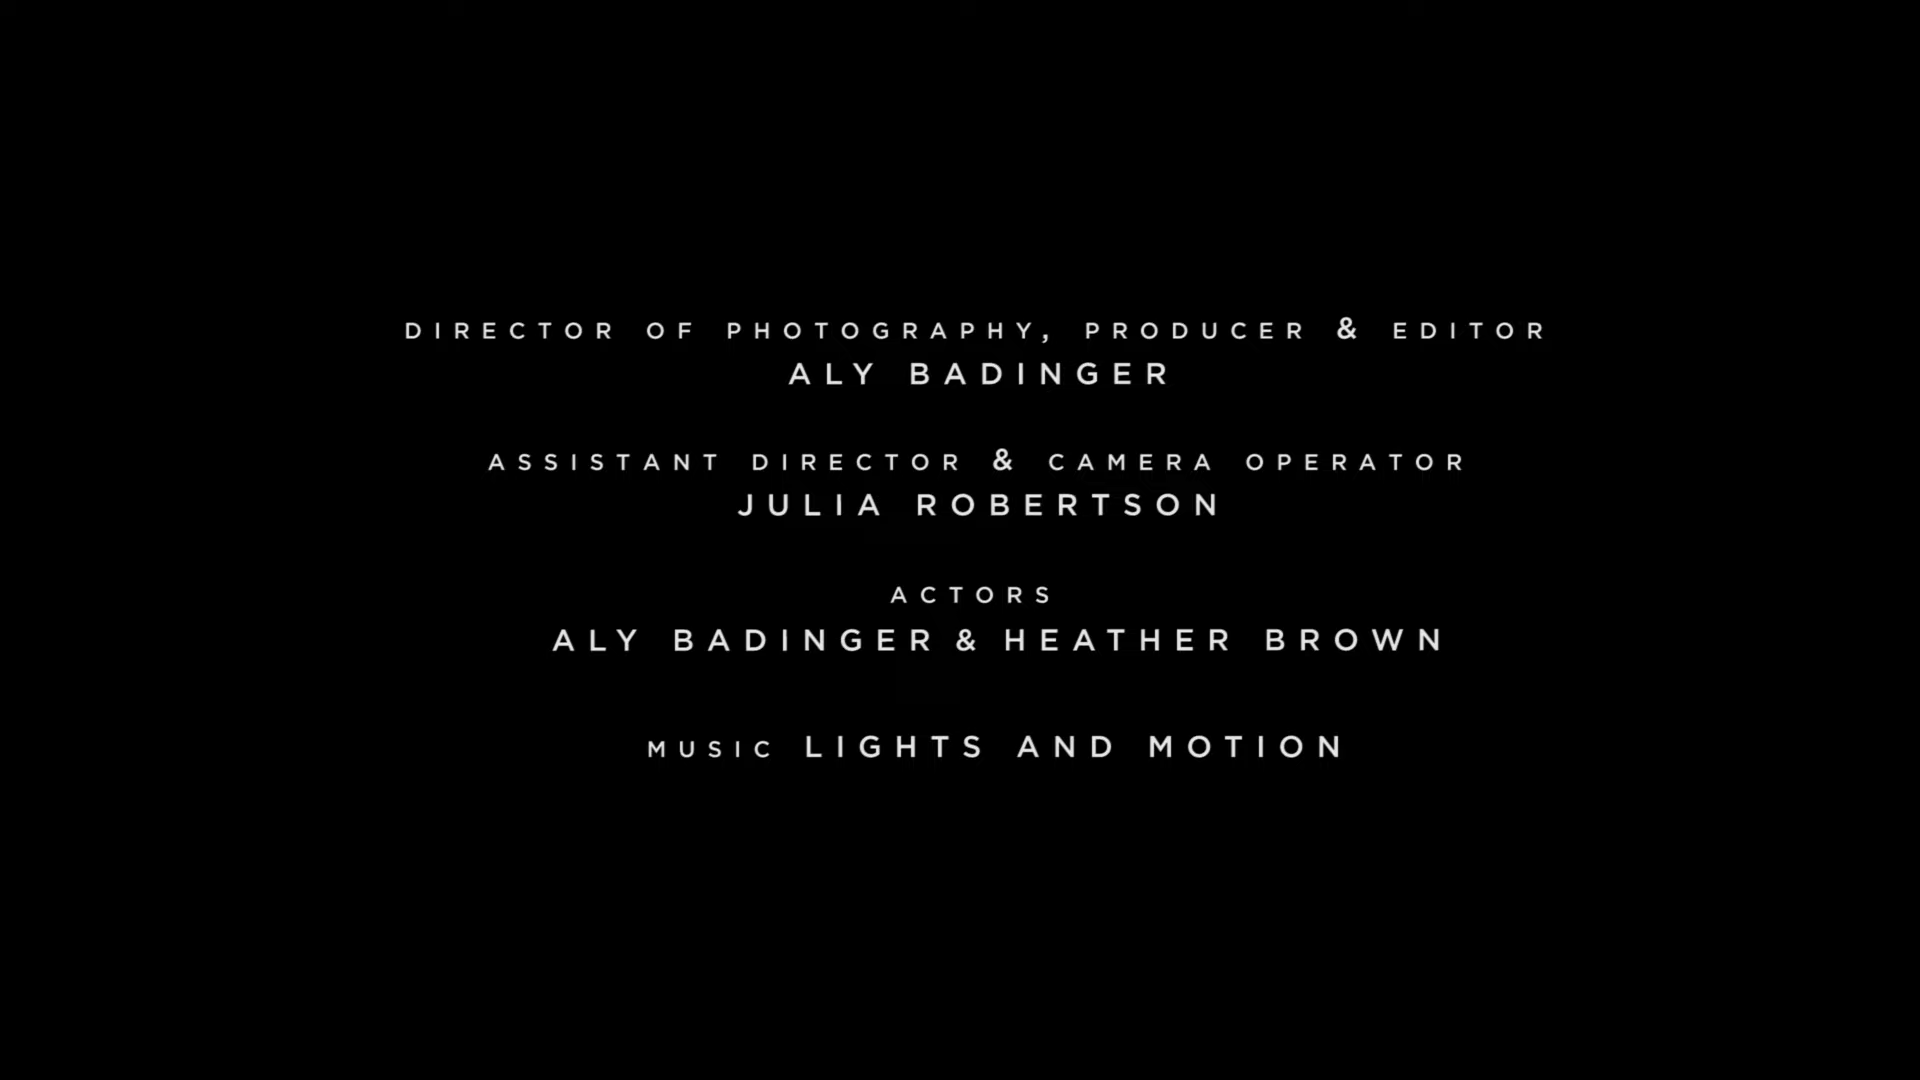 DIRECTOR OF PHOTOGRAPHY, PRODUCER & EDITOR
ALY BADINGER
ASSISTANT DIRECTOR & CAMERA OPERATOR
JULIA ROBERTSON
ACTORS
ALY BADINGER & HEATHER BROWN
MUSIC LIGHTS AND MOTION